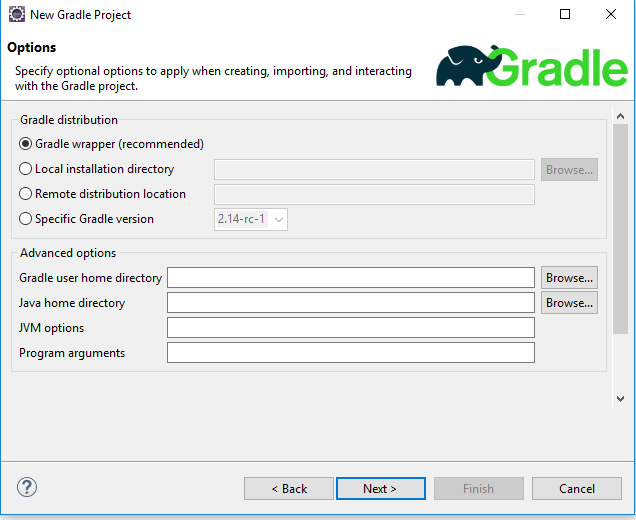 New Gradle Project
Options
Specify optional options to apply when creating, importing, and interacting
with the Gradle project.
Gradle
Gradle distribution
Gradle wrapper (recommended)
Local installation directory
Browse...
Remote distribution location
Specific Gradle version
2.14-rc-1
Advanced options
Gradle user home directory
Browse...
Java home directory
Browse...
JVM options
Program arguments
?
< Back
Next >
Finish
Cancel